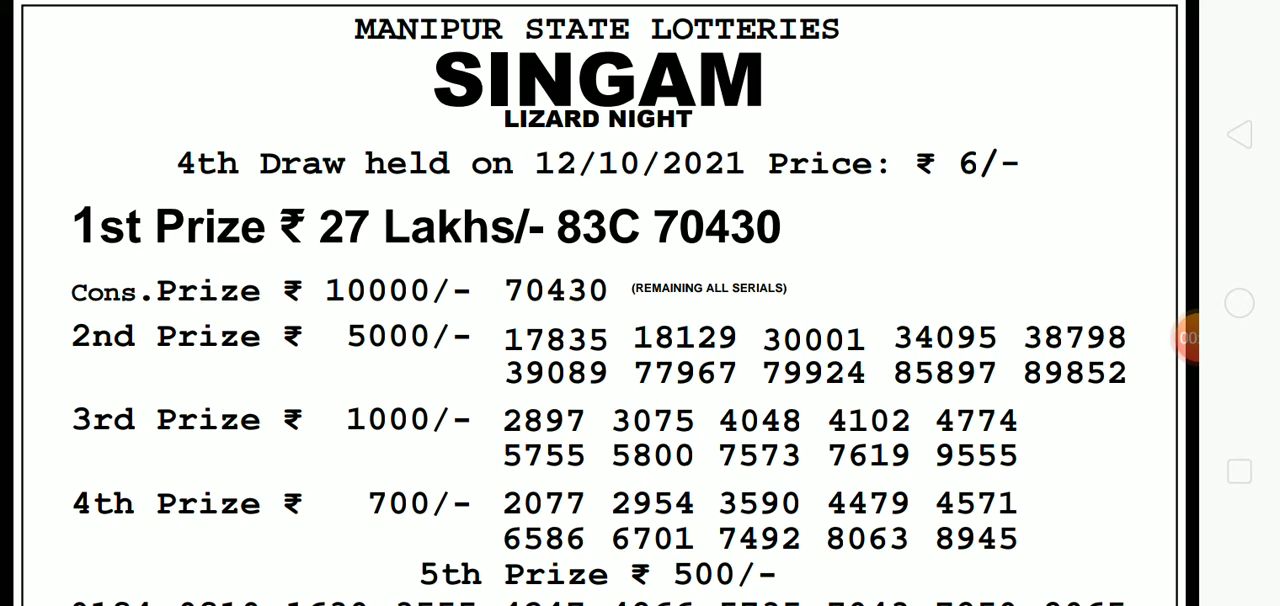 MANIPUR STATE LOTTERIES
SINGAM
LIZARD NIGHT
4th Draw held on 12/10/2021 Price: ₹ 6/-
1st Prize ₹ 27 Lakhs/- 83C 70430
Cons.Prize ₹ 10000/- 70430 (REMAINING ALL SERIALS)
2nd Prize ₹ 5000/- 17835 18129 30001 34095 38798
39089 77967 79924 85897 89852
3rd Prize ₹ 1000/- 2897 3075 4048 4102 4774
5755 5800 7573 7619 9555
4th Prize ₹ 700/- 2077 2954 3590 4479 4571
6586 6701 7492 8063 8945
5th Prize ₹ 500/-